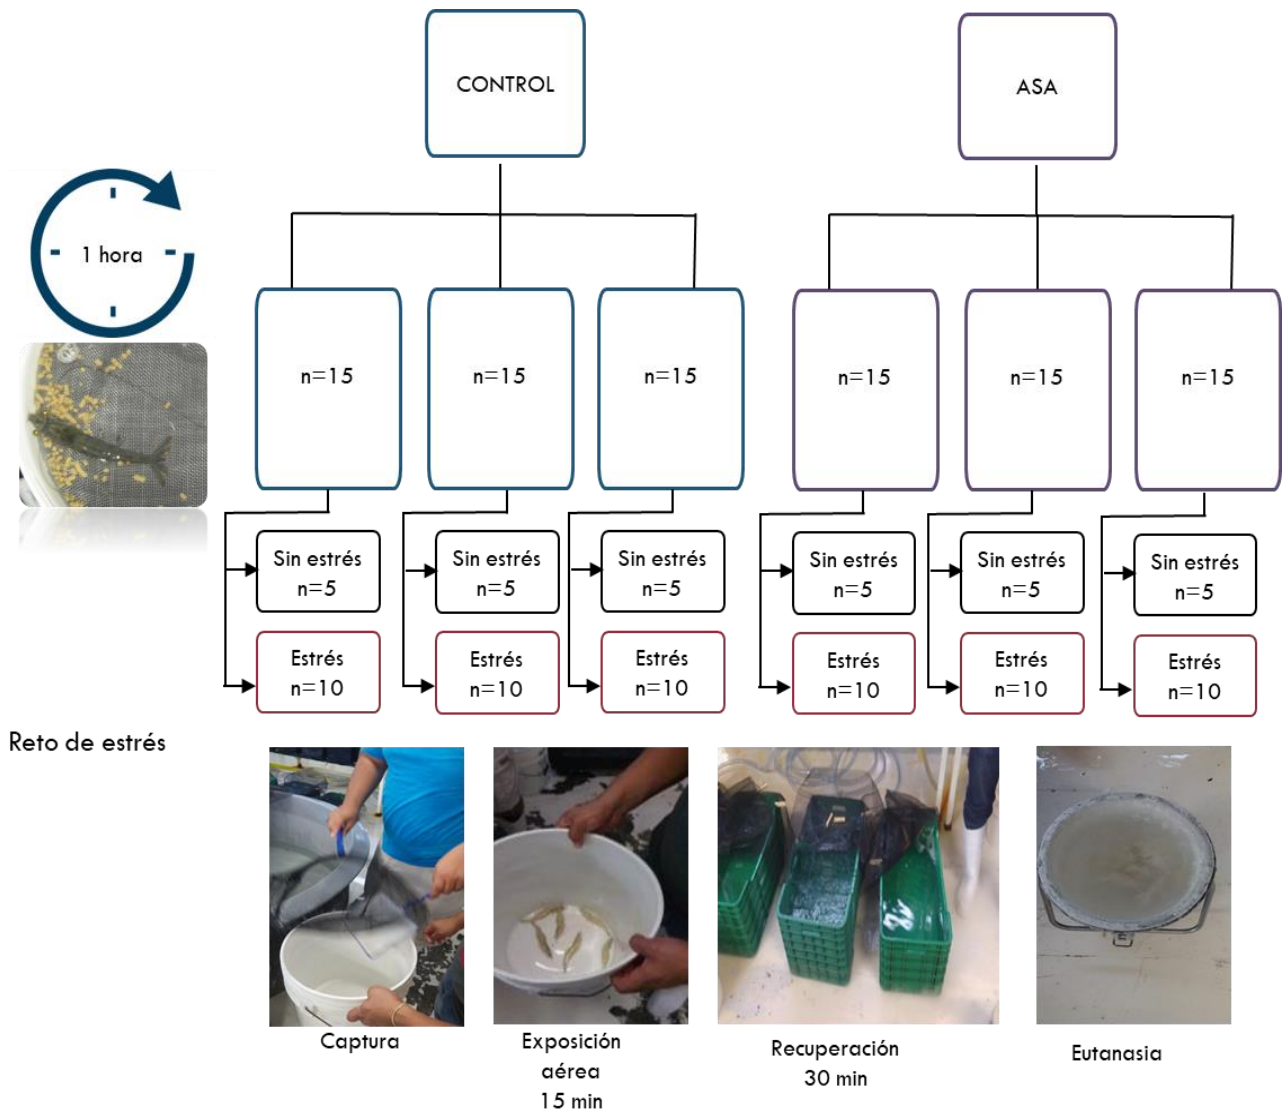 CONTROL
ASA
1 hora
n=15
n=15
n=15
n=15
n=15
n=15
Sin estrés
n=5
Sin estrés
n=5
Sin estrés
n=5
Sin estrés
n=5
Sin estrés
n=5
Sin estrés
n=5
Estrés
n=10
Estrés
n=10
Estrés
n=10
Estrés
n=10
Estrés
n=10
Estrés
n=10
Reto de estrés
Captura
Exposición
aérea
15 min
Recuperación
30 min
Eutanasia